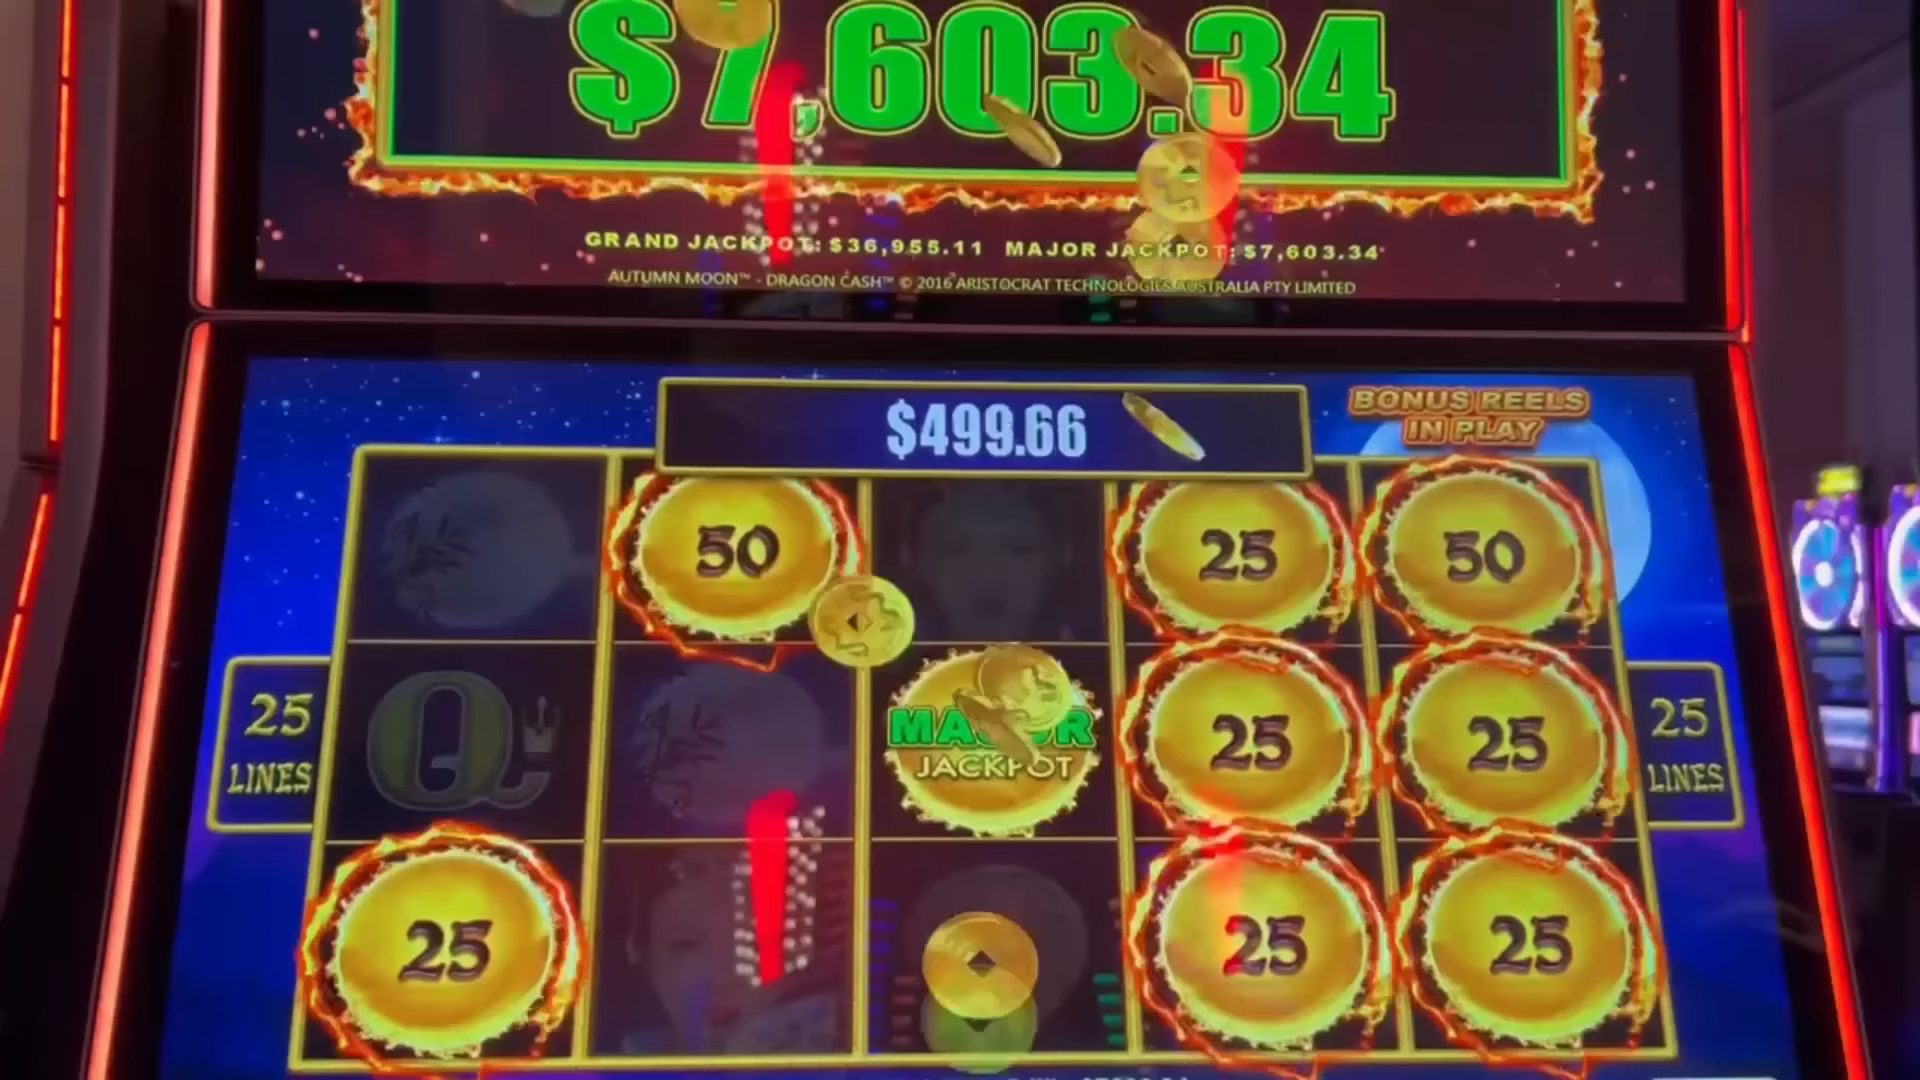 $7,603.34
GRAND JACKPOT: $36,955.11 MAJOR JACKPOT: $7,603.34
AUTUMN MOON™ - DRAGON CASH™ © 2016 ARISTOCRAT TECHNOLOGIES AUSTRALIA PTY LIMITED
$499.66
BONUS REELS
IN PLAY
50
25
50
25
LINES
Q
MAJOR
JACKPOT
25
25
25
LINES
25
25
25